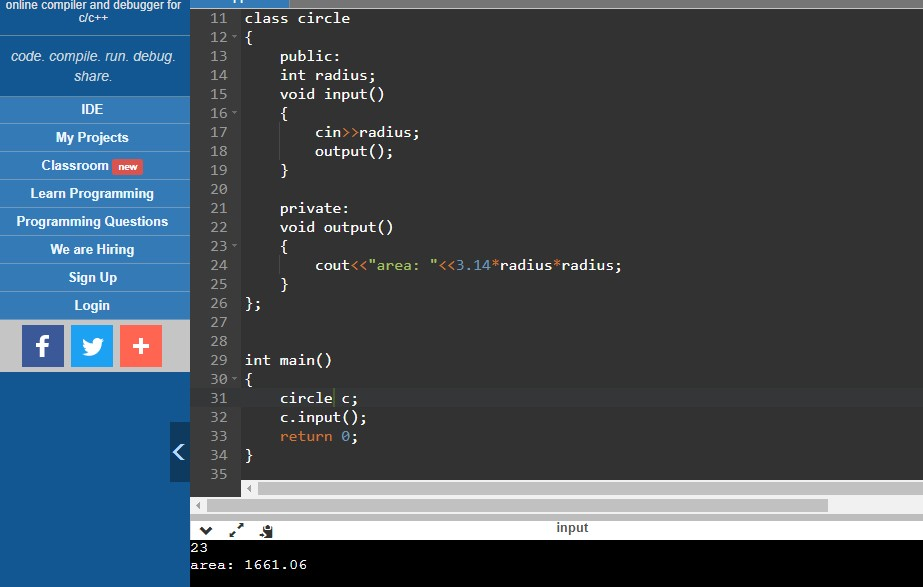 online compiler and debugger for
c/c++
code. compile. run. debug.
share.
IDE
My Projects
Classroom new
Learn Programming
Programming Questions
We are Hiring
Sign Up
Login
11 class circle
12 {
13 public:
14 int radius;
15 void input()
16 {
17 cin>>radius;
18 output();
19 }
20
21 private:
22 void output()
23 {
24 cout<<"area: "<<3.14*radius*radius;
25 }
26 };
27
28
29 int main()
30 {
31 circle c;
32 c.input();
33 return 0;
34 }
35
input
23
area: 1661.06